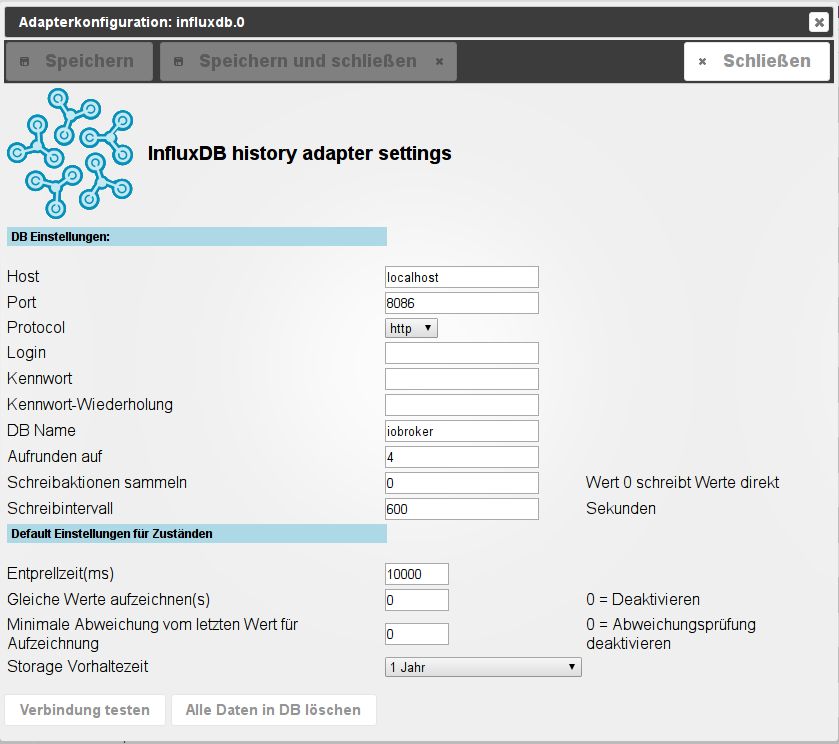 Adapterkonfiguration: influxdb.0
Speichern
Speichern und schließen
Schließen
InfluxDB history adapter settings
DB Einstellungen:
Host localhost
Port 8086
Protocol http
Login
Kennwort
Kennwort-Wiederholung
DB Name iobroker
Aufrunden auf 4
Schreibaktionen sammeln 0 Wert 0 schreibt Werte direkt
Schreibintervall 600 Sekunden
Default Einstellungen für Zuständen
Entprellzeit(ms) 10000
Gleiche Werte aufzeichnen(s) 0 0 = Deaktivieren
Minimale Abweichung vom letzten Wert für
Aufzeichnung 0 0 = Abweichungsprüfung
deaktivieren
Storage Vorhaltezeit 1 Jahr
Verbindung testen
Alle Daten in DB löschen